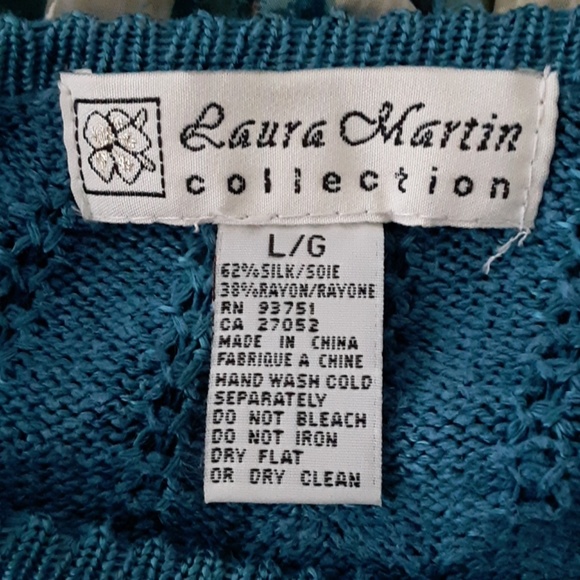 Laura Martin
collection
L/G
62%SILK/SOIE
38%RAYON/RAYONE
RN 93751
CA 27052
MADE IN CHINA
FABRIQUE A CHINE
HAND WASH COLD
SEPARATELY
DO NOT BLEACH
DO NOT IRON
DRY FLAT
OR DRY CLEAN